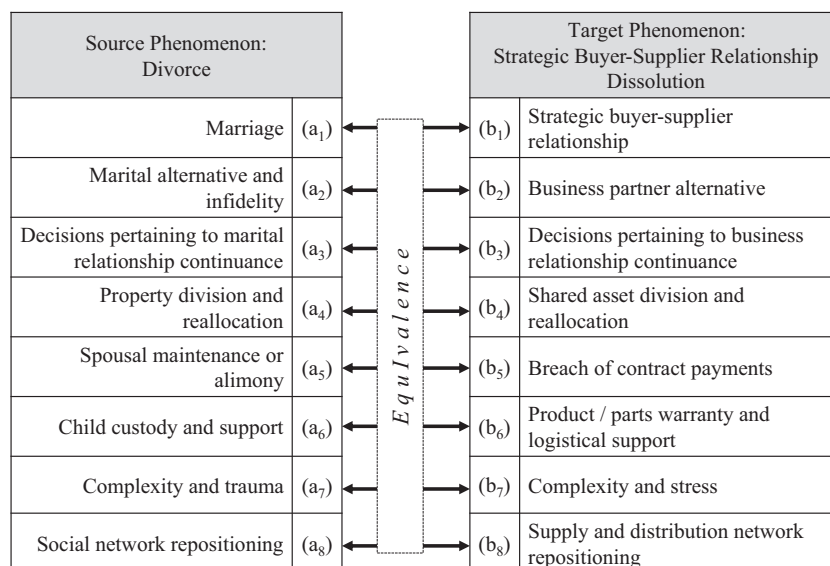 Source Phenomenon:
Divorce
Target Phenomenon:
Strategic Buyer-Supplier Relationship
Dissolution
Marriage (a₁)
(b₁) Strategic buyer-supplier
relationship
Marital alternative and
infidelity (a₂)
(b₂) Business partner alternative
Decisions pertaining to marital
relationship continuance (a₃)
(b₃) Decisions pertaining to business
relationship continuance
Property division and
reallocation (a₄)
(b₄) Shared asset division and
reallocation
Spousal maintenance or
alimony (a₅)
(b₅) Breach of contract payments
Child custody and support (a₆)
(b₆) Product / parts warranty and
logistical support
Complexity and trauma (a₇)
(b₇) Complexity and stress
Social network repositioning (a₈)
(b₈) Supply and distribution network
repositioning
EquIvalence